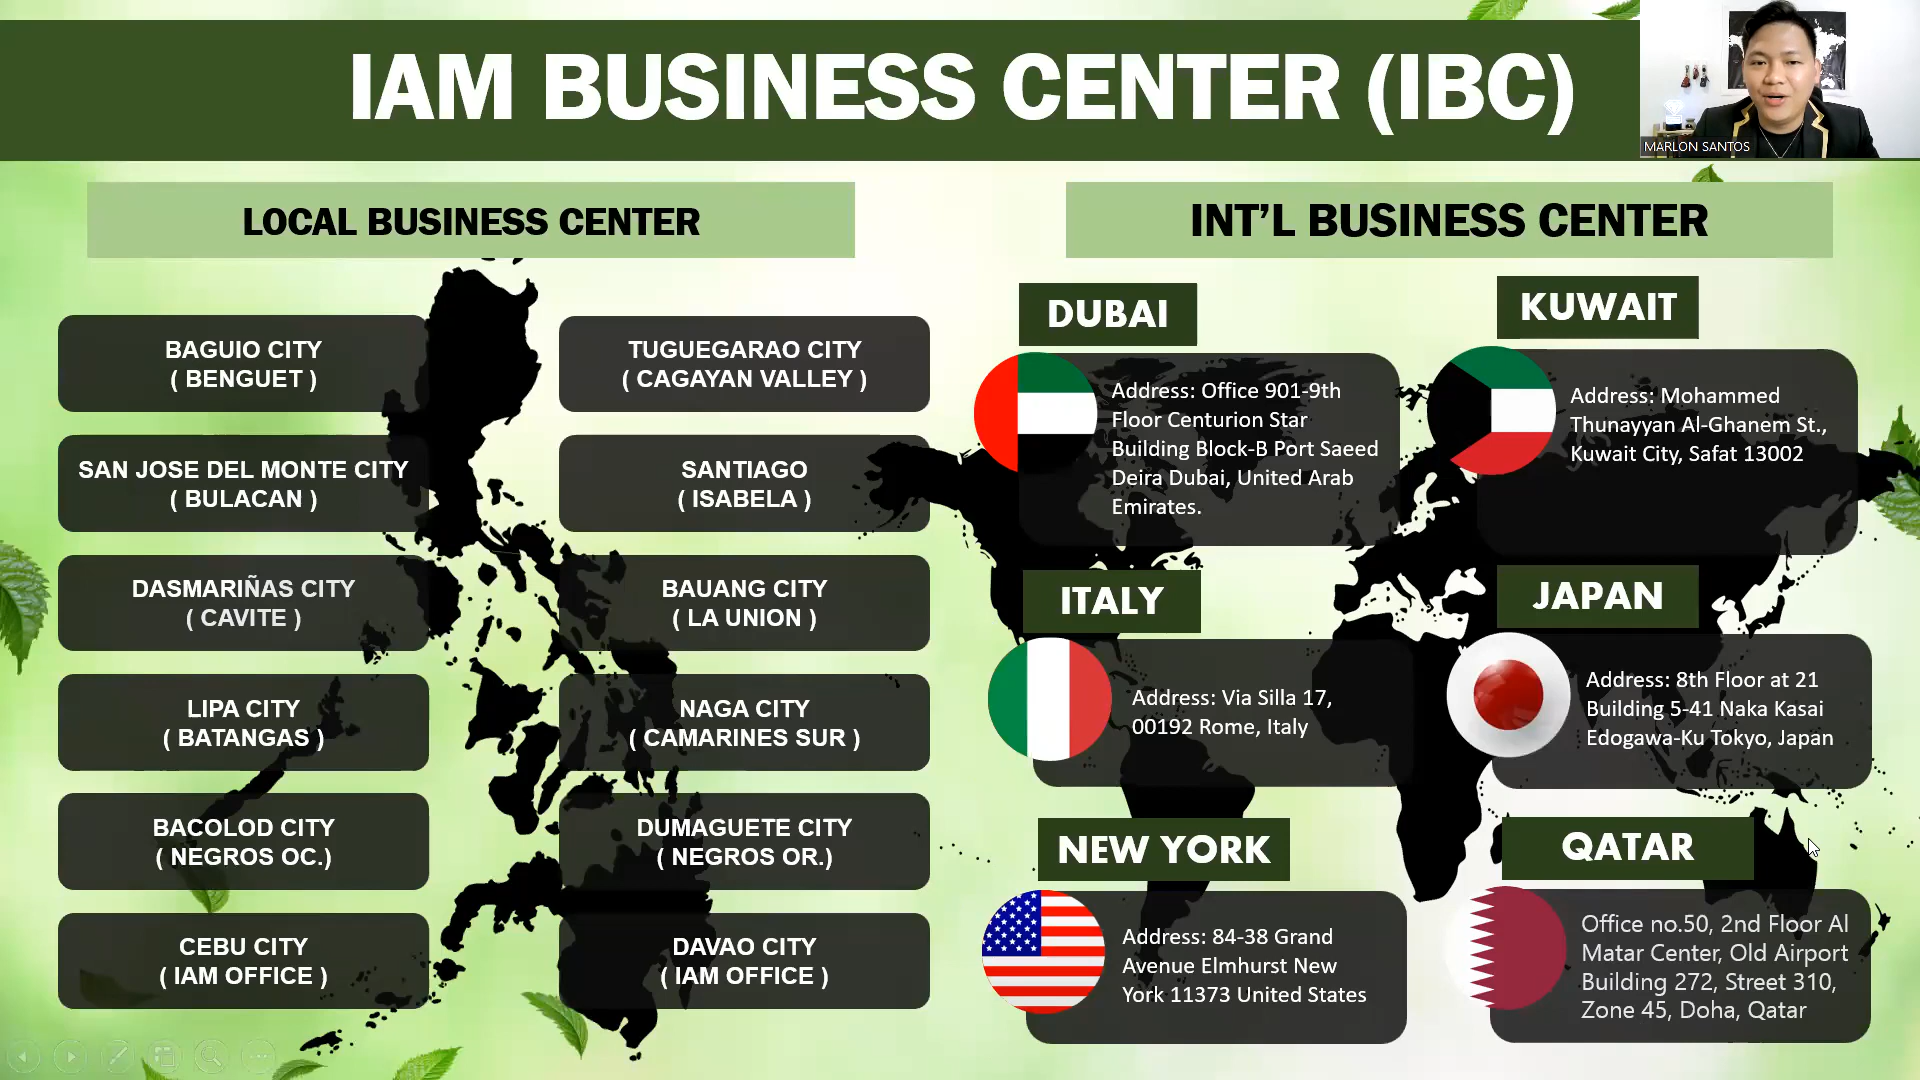 IAM BUSINESS CENTER (IBC)
MARLON SANTOS
LOCAL BUSINESS CENTER
BAGUIO CITY
( BENGUET )
TUGUEGARAO CITY
( CAGAYAN VALLEY )
SAN JOSE DEL MONTE CITY
( BULACAN )
SANTIAGO
( ISABELA )
DASMARIÑAS CITY
( CAVITE )
BAUANG CITY
( LA UNION )
LIPA CITY
( BATANGAS )
NAGA CITY
( CAMARINES SUR )
BACOLOD CITY
( NEGROS OC.)
DUMAGUETE CITY
( NEGROS OR.)
CEBU CITY
( IAM OFFICE )
DAVAO CITY
( IAM OFFICE )
INT’L BUSINESS CENTER
DUBAI
Address: Office 901-9th
Floor Centurion Star
Building Block-B Port Saeed
Deira Dubai, United Arab
Emirates.
KUWAIT
Address: Mohammed
Thunayyan Al-Ghanem St.,
Kuwait City, Safat 13002
ITALY
Address: Via Silla 17,
00192 Rome, Italy
JAPAN
Address: 8th Floor at 21
Building 5-41 Naka Kasai
Edogawa-Ku Tokyo, Japan
NEW YORK
Address: 84-38 Grand
Avenue Elmhurst New
York 11373 United States
QATAR
Office no.50, 2nd Floor Al
Matar Center, Old Airport
Building 272, Street 310,
Zone 45, Doha, Qatar